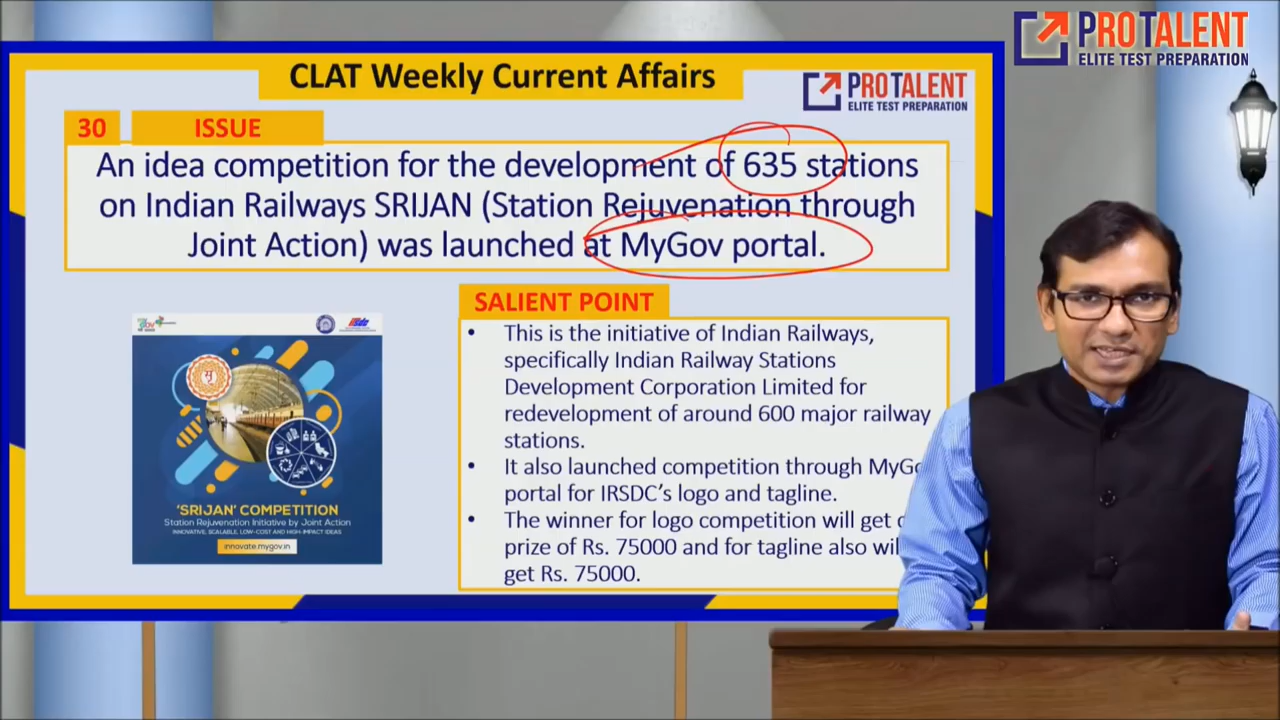 PROTALENT
ELITE TEST PREPARATION
CLAT Weekly Current Affairs
PROTALENT
ELITE TEST PREPARATION
30
ISSUE
An idea competition for the development of 635 stations
on Indian Railways SRIJAN (Station Rejuvenation through
Joint Action) was launched at MyGov portal.
SALIENT POINT
• This is the initiative of Indian Railways,
specifically Indian Railway Stations
Development Corporation Limited for
redevelopment of around 600 major railway
stations.
• It also launched competition through MyGo
portal for IRSDC's logo and tagline.
• The winner for logo competition will get
prize of Rs. 75000 and for tagline also wil
get Rs. 75000.
'SRIJAN' COMPETITION
Station Rejuvenation Initiative by Joint Action
INNOVATIVE, SCALABLE, LOW-COST AND HIGH-IMPACT IDEAS
innovate.mygov.in